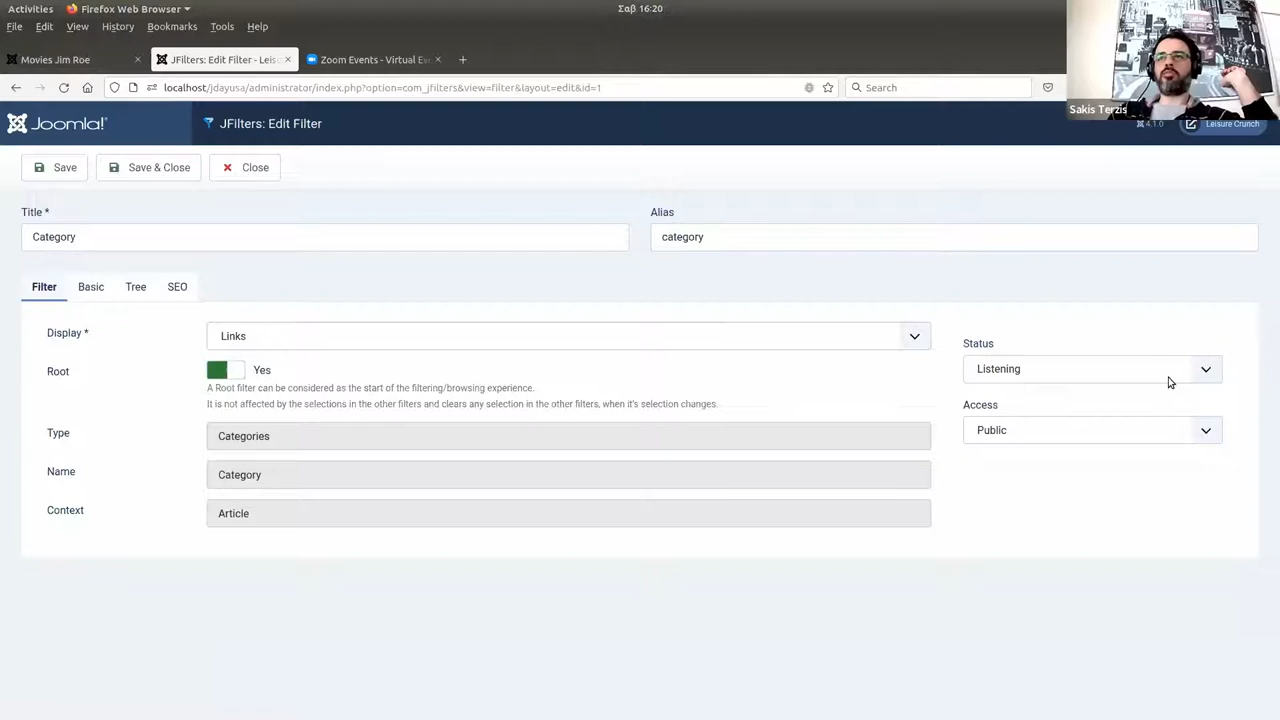 Activities Firefox Web Browser Σαβ 16:20
File Edit View History Bookmarks Tools Help
Movies Jim Roe JFilters: Edit Filter - Leis Zoom Events - Virtual Ev
localhost/jdayusa/administrator/index.php?option=com_jfilters&view=filter&layout=edit&id=1 Search
Sakis Terzis
Joomla! JFilters: Edit Filter 4.1.0 Leisure Crunch
Save Save & Close Close
Title * Alias
Category category
Filter Basic Tree SEO
Display * Links
Status
Listening
Root Yes
A Root filter can be considered as the start of the filtering/browsing experience.
It is not affected by the selections in the other filters and clears any selection in the other filters, when it's selection changes.
Access
Public
Type Categories
Name Category
Context Article